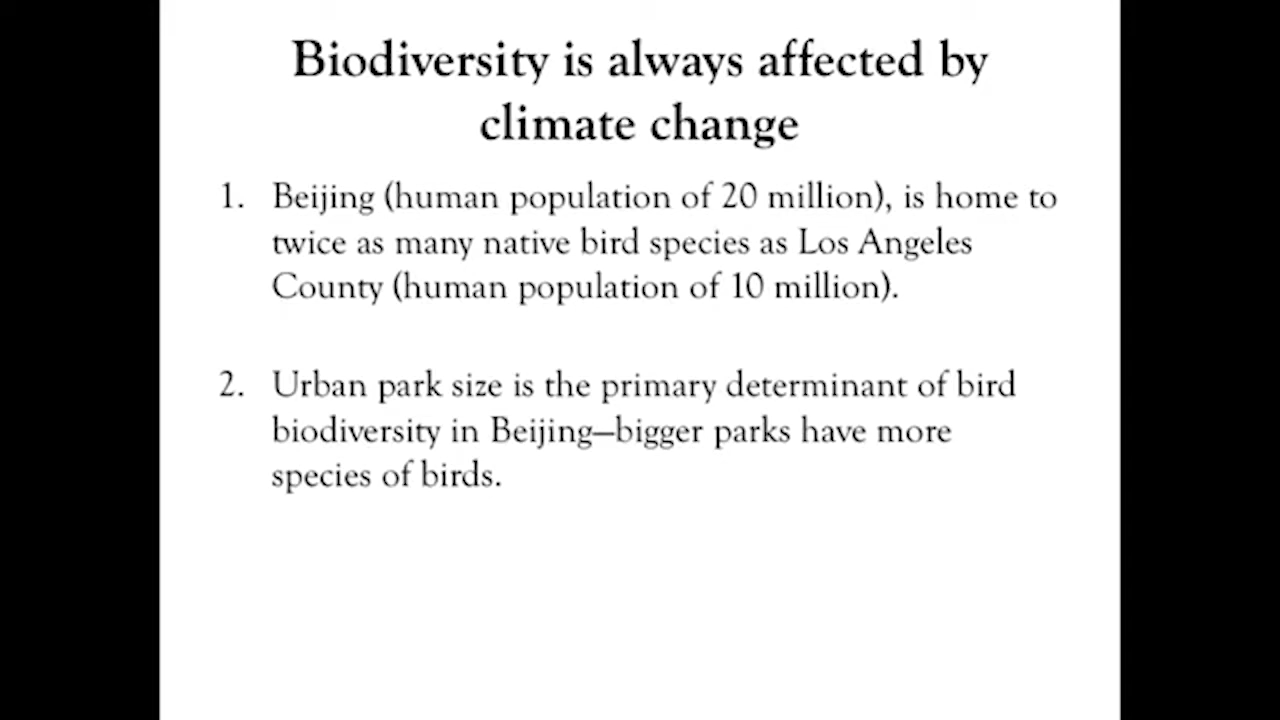 Biodiversity is always affected by
climate change
1. Beijing (human population of 20 million), is home to
twice as many native bird species as Los Angeles
County (human population of 10 million).
2. Urban park size is the primary determinant of bird
biodiversity in Beijing—bigger parks have more
species of birds.